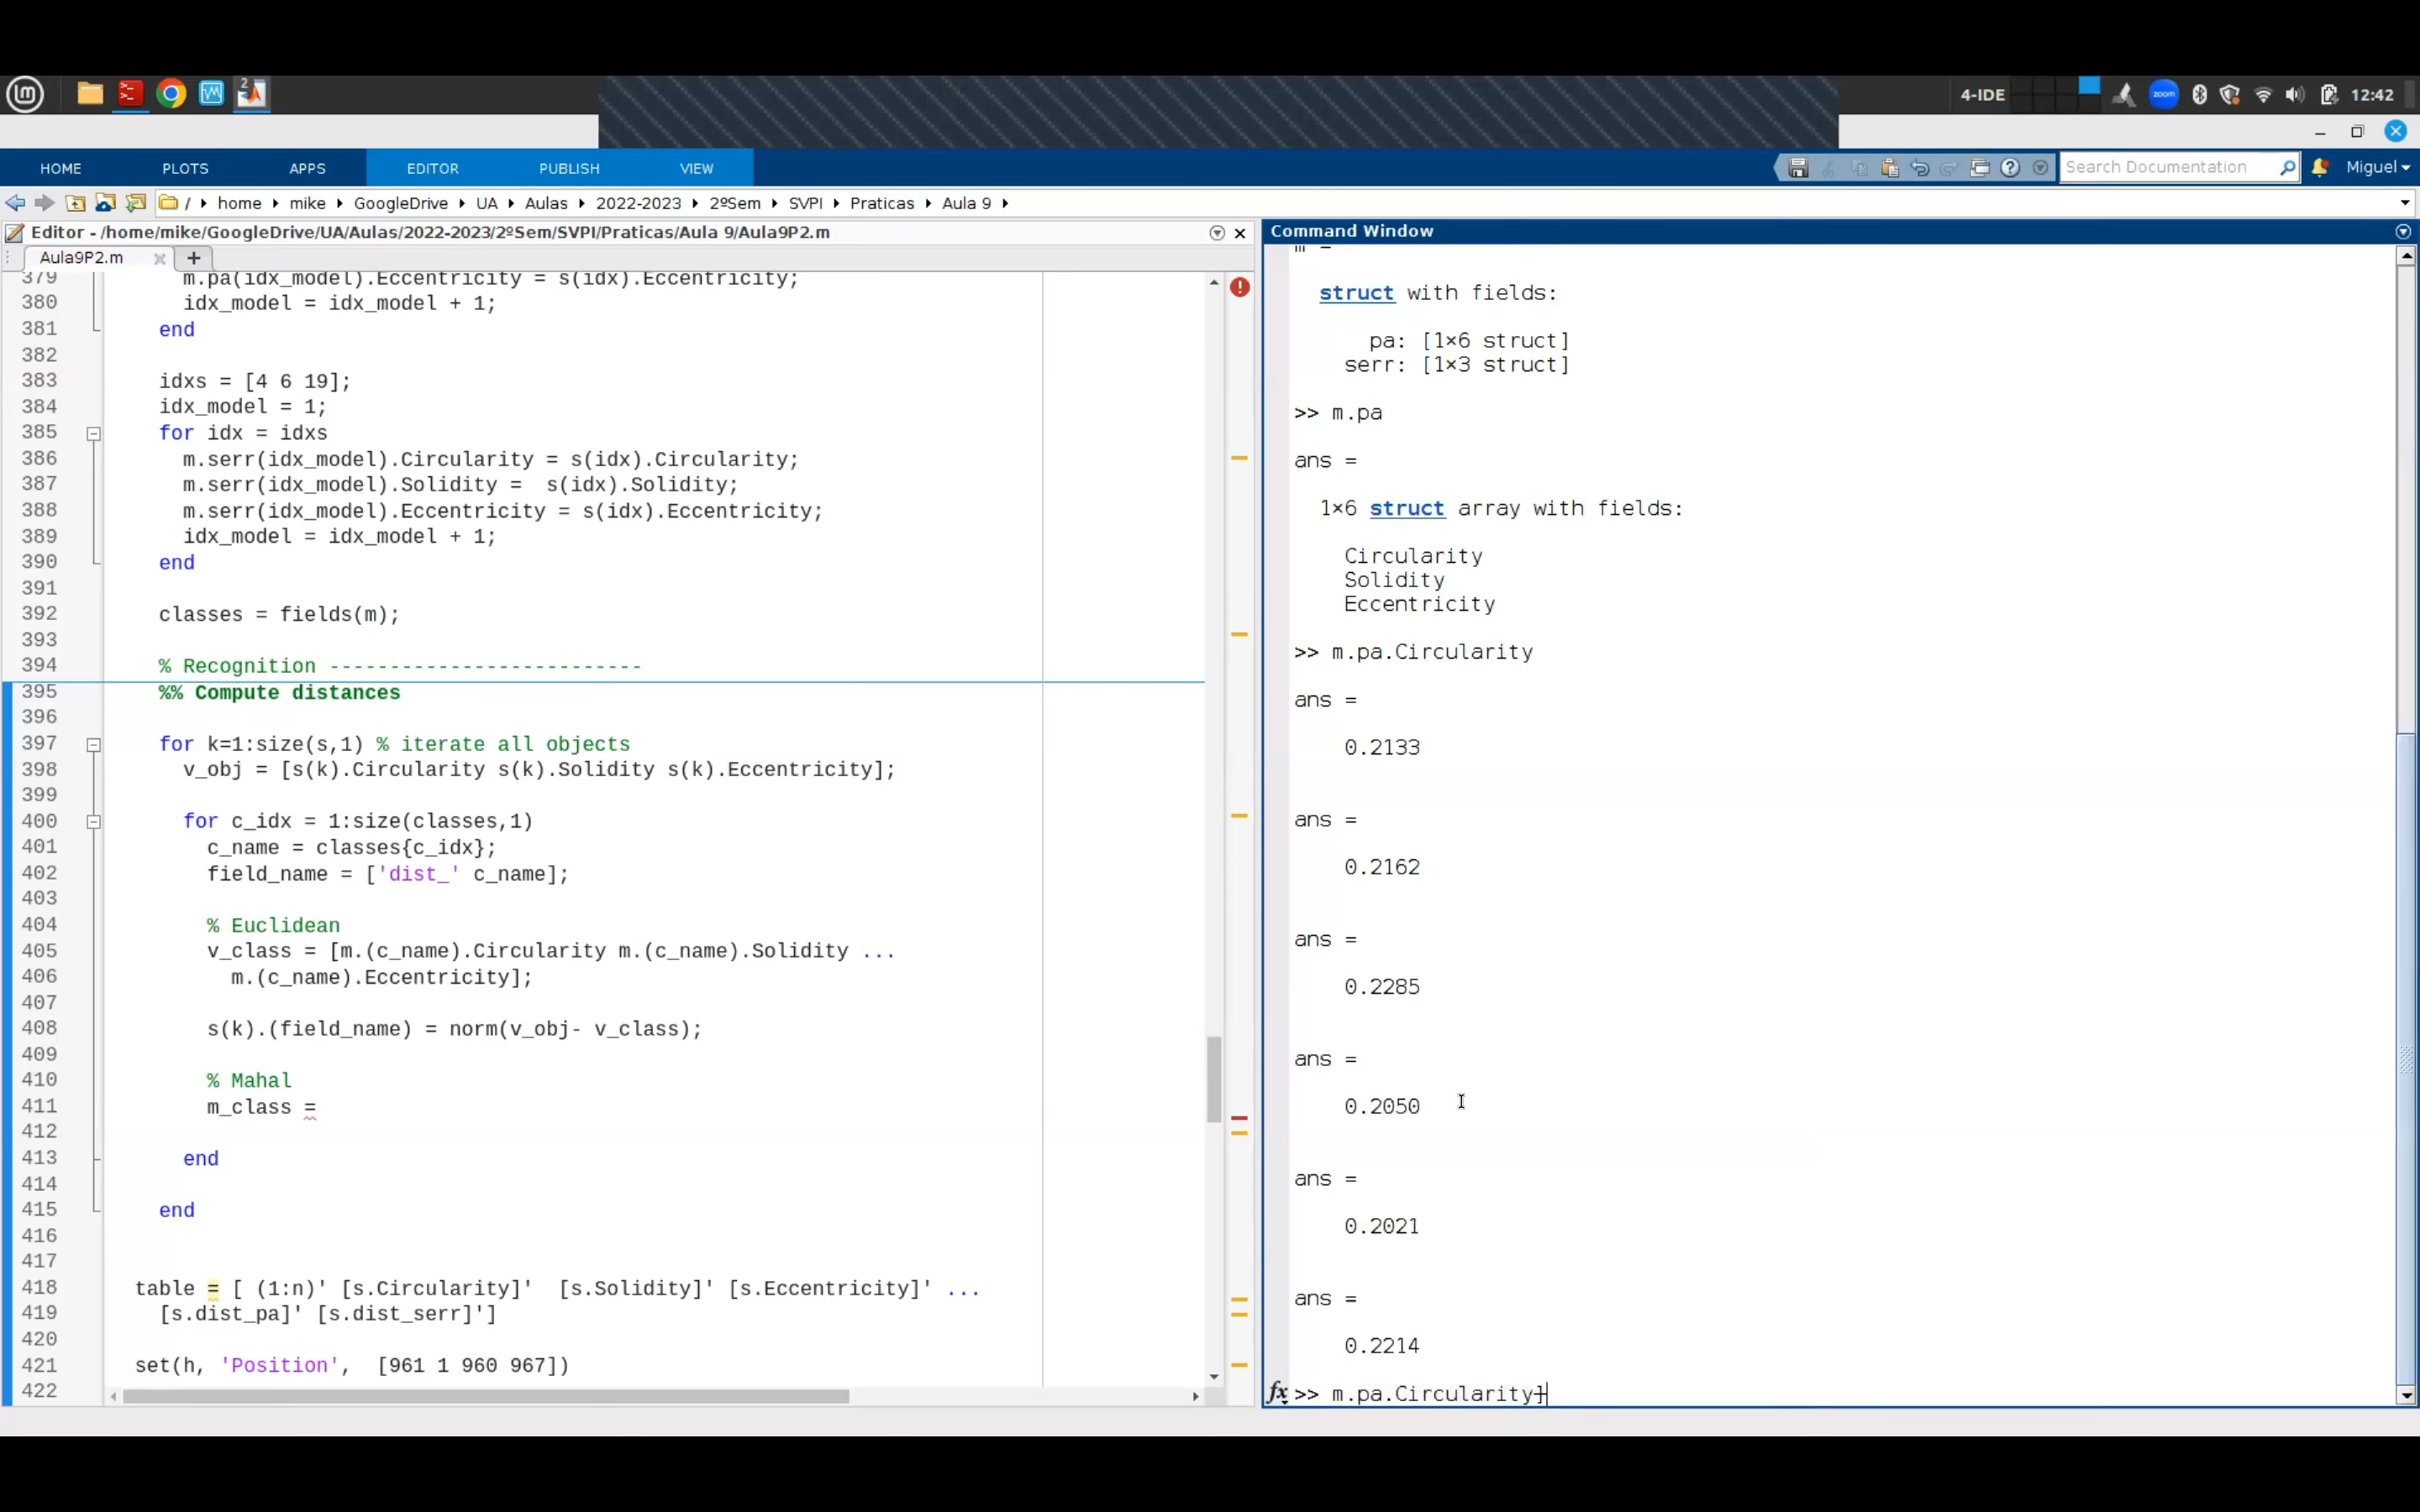 4-IDE
zoom
12:42
HOME PLOTS APPS EDITOR PUBLISH VIEW
Search Documentation
Miguel
/ home mike GoogleDrive UA Aulas 2022-2023 2ºSem SVPI Praticas Aula 9
Editor - /home/mike/GoogleDrive/UA/Aulas/2022-2023/2ºSem/SVPI/Praticas/Aula 9/Aula9P2.m
Aula9P2.m
379 m.pa(idx_model).Eccentricity = s(idx).Eccentricity;
380 idx_model = idx_model + 1;
381 end
382
383 idxs = [4 6 19];
384 idx_model = 1;
385 for idx = idxs
386 m.serr(idx_model).Circularity = s(idx).Circularity;
387 m.serr(idx_model).Solidity =  s(idx).Solidity;
388 m.serr(idx_model).Eccentricity = s(idx).Eccentricity;
389 idx_model = idx_model + 1;
390 end
391
392 classes = fields(m);
393
394 % Recognition --------------------------
395 %% Compute distances
396
397 for k=1:size(s,1) % iterate all objects
398 v_obj = [s(k).Circularity s(k).Solidity s(k).Eccentricity];
399
400 for c_idx = 1:size(classes,1)
401 c_name = classes{c_idx};
402 field_name = ['dist_' c_name];
403
404 % Euclidean
405 v_class = [m.(c_name).Circularity m.(c_name).Solidity ...
406 m.(c_name).Eccentricity];
407
408 s(k).(field_name) = norm(v_obj- v_class);
409
410 % Mahal
411 m_class =
412
413 end
414
415 end
416
417
418 table = [ (1:n)' [s.Circularity]'  [s.Solidity]' [s.Eccentricity]' ...
419 [s.dist_pa]' [s.dist_serr]']
420
421 set(h, 'Position',  [961 1 960 967])
422
Command Window
m =
struct with fields:
pa: [1×6 struct]
serr: [1×3 struct]
>> m.pa
ans =
1×6 struct array with fields:
Circularity
Solidity
Eccentricity
>> m.pa.Circularity
ans =
0.2133
ans =
0.2162
ans =
0.2285
ans =
0.2050
ans =
0.2021
ans =
0.2214
fx >> m.pa.Circularity]